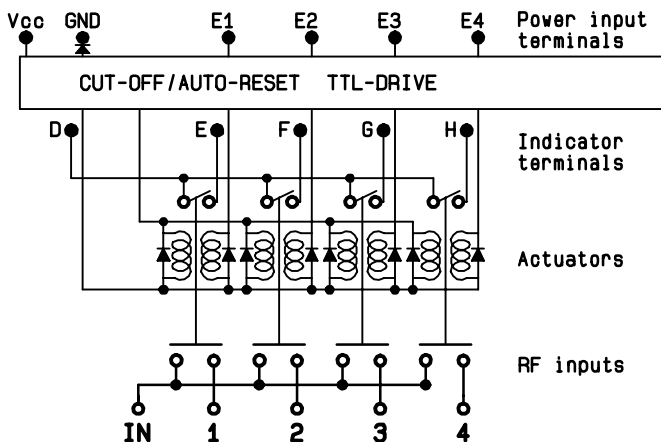 Vcc GND E1 E2 E3 E4 Power input
terminals
CUT-OFF/AUTO-RESET TTL-DRIVE
D E F G H Indicator
terminals
Actuators
RF inputs
IN 1 2 3 4